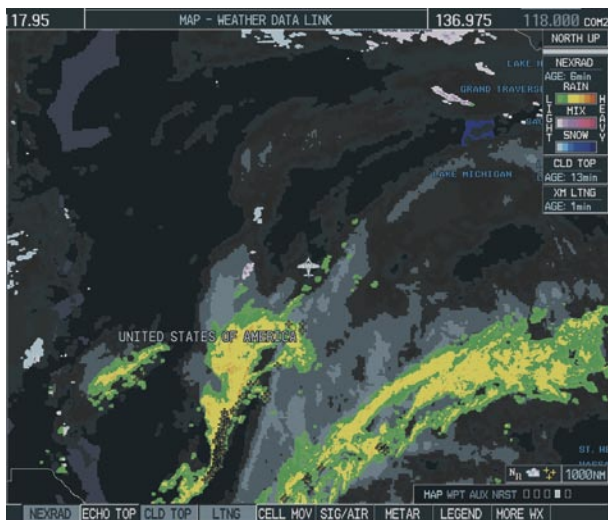 117.95 MAP - WEATHER DATA LINK 136.975 118.000 COM2
NORTH UP
NEXRAD
AGE: 6min
RAIN
MIX
SNOW
LIGHT
HEAVY
CLD TOP
AGE: 13min
XM LTNG
AGE: 1min
GRAND TRAVERSE
LAKE MICHIGAN
UNITED STATES OF AMERICA
1000NM
MAP WPT AUX NRST
NEXRAD ECHO TOP CLD TOP LTNG CELL MOV SIG/AIR METAR LEGEND MORE WX